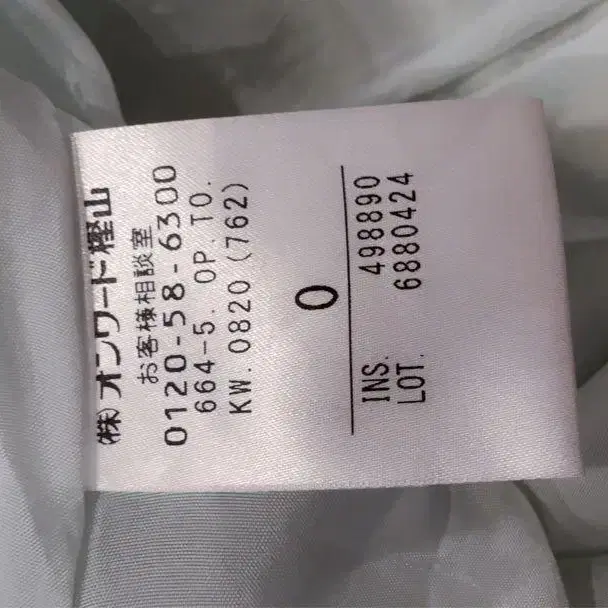 (株)オンワード樫山
お客様相談室
0120-58-6300
664-5. OP.TO.
KW.0820(762)
0
INS. 498890
LOT. 6880424